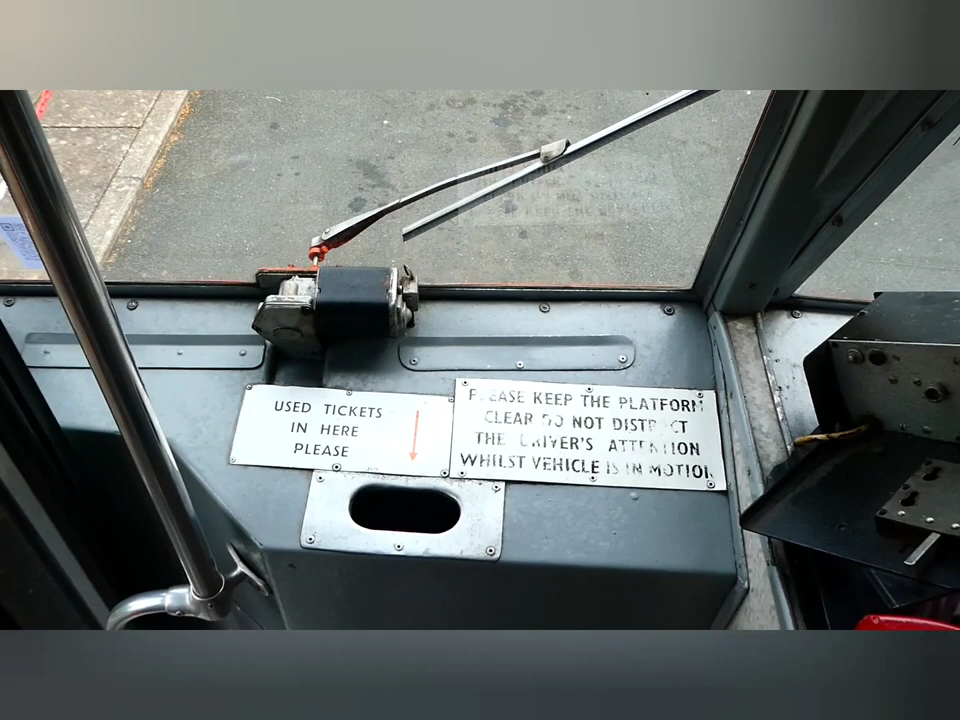 USED TICKETS
IN HERE
PLEASE
PLEASE KEEP THE PLATFORM
CLEAR DO NOT DISTRACT
THE DRIVER'S ATTENTION
WHILST VEHICLE IS IN MOTION